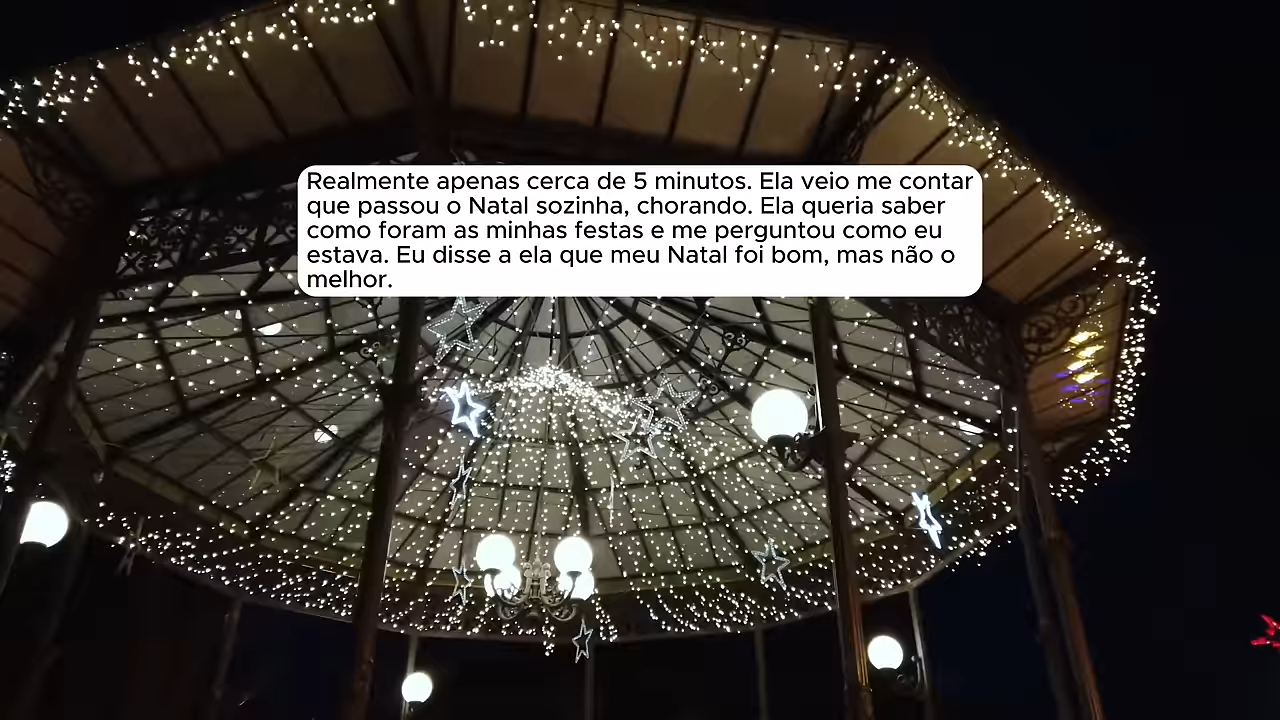 Realmente apenas cerca de 5 minutos. Ela veio me contar
que passou o Natal sozinha, chorando. Ela queria saber
como foram as minhas festas e me perguntou como eu
estava. Eu disse a ela que meu Natal foi bom, mas não o
melhor.